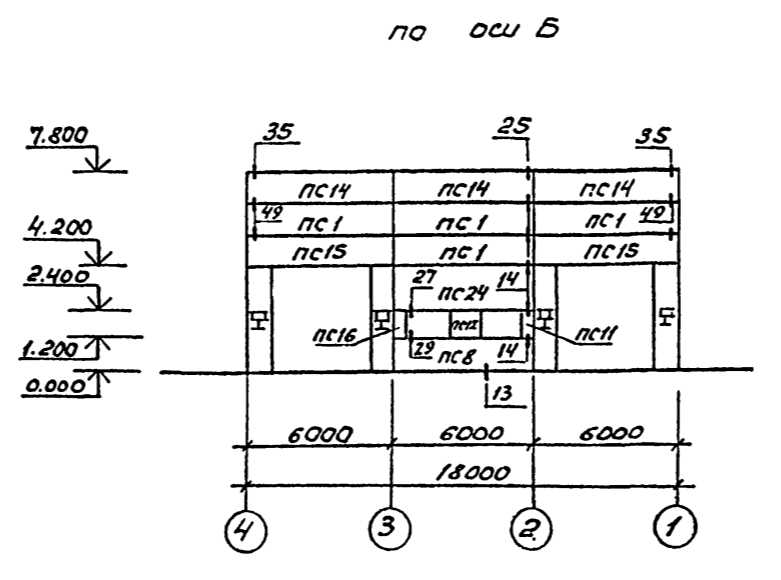 по оси Б
7.800 35 25 35
ПС14 ПС14 ПС14
49 ПС1 ПС1 ПС1 49
4.200
ПС15 ПС1 ПС15
2.400
27 ПС24 14
ПС16 ПС12 ПС11
1.200
29 ПС8 14
0.000
13
6000 6000 6000
18000
4 3 2 1